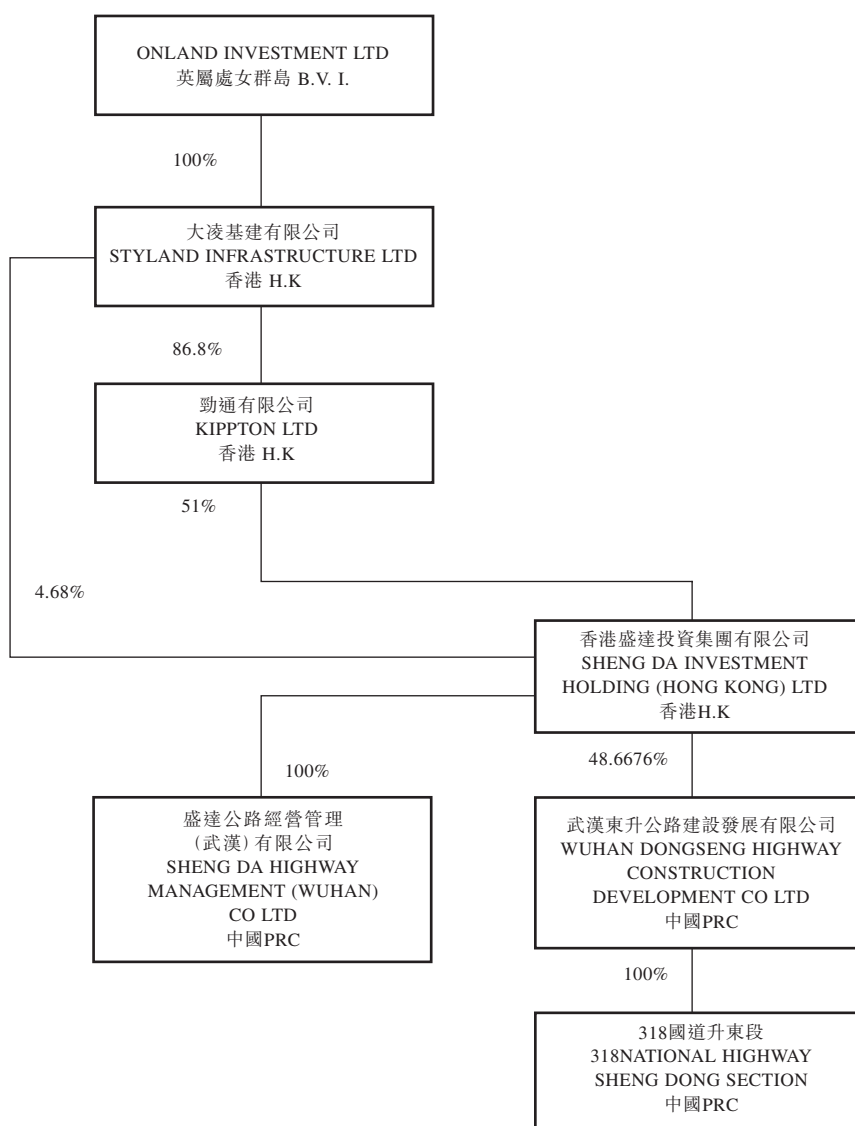 ONLAND INVESTMENT LTD
英屬處女群島 B.V. I.
100%
大凌基建有限公司
STYLAND INFRASTRUCTURE LTD
香港 H.K
86.8%
勁通有限公司
KIPPTON LTD
香港 H.K
51%
4.68%
香港盛達投資集團有限公司
SHENG DA INVESTMENT
HOLDING (HONG KONG) LTD
香港H.K
100%
48.6676%
盛達公路經營管理
(武漢) 有限公司
SHENG DA HIGHWAY
MANAGEMENT (WUHAN)
CO LTD
中國PRC
武漢東升公路建設發展有限公司
WUHAN DONGSENG HIGHWAY
CONSTRUCTION
DEVELOPMENT CO LTD
中國PRC
100%
318國道升東段
318NATIONAL HIGHWAY
SHENG DONG SECTION
中國PRC